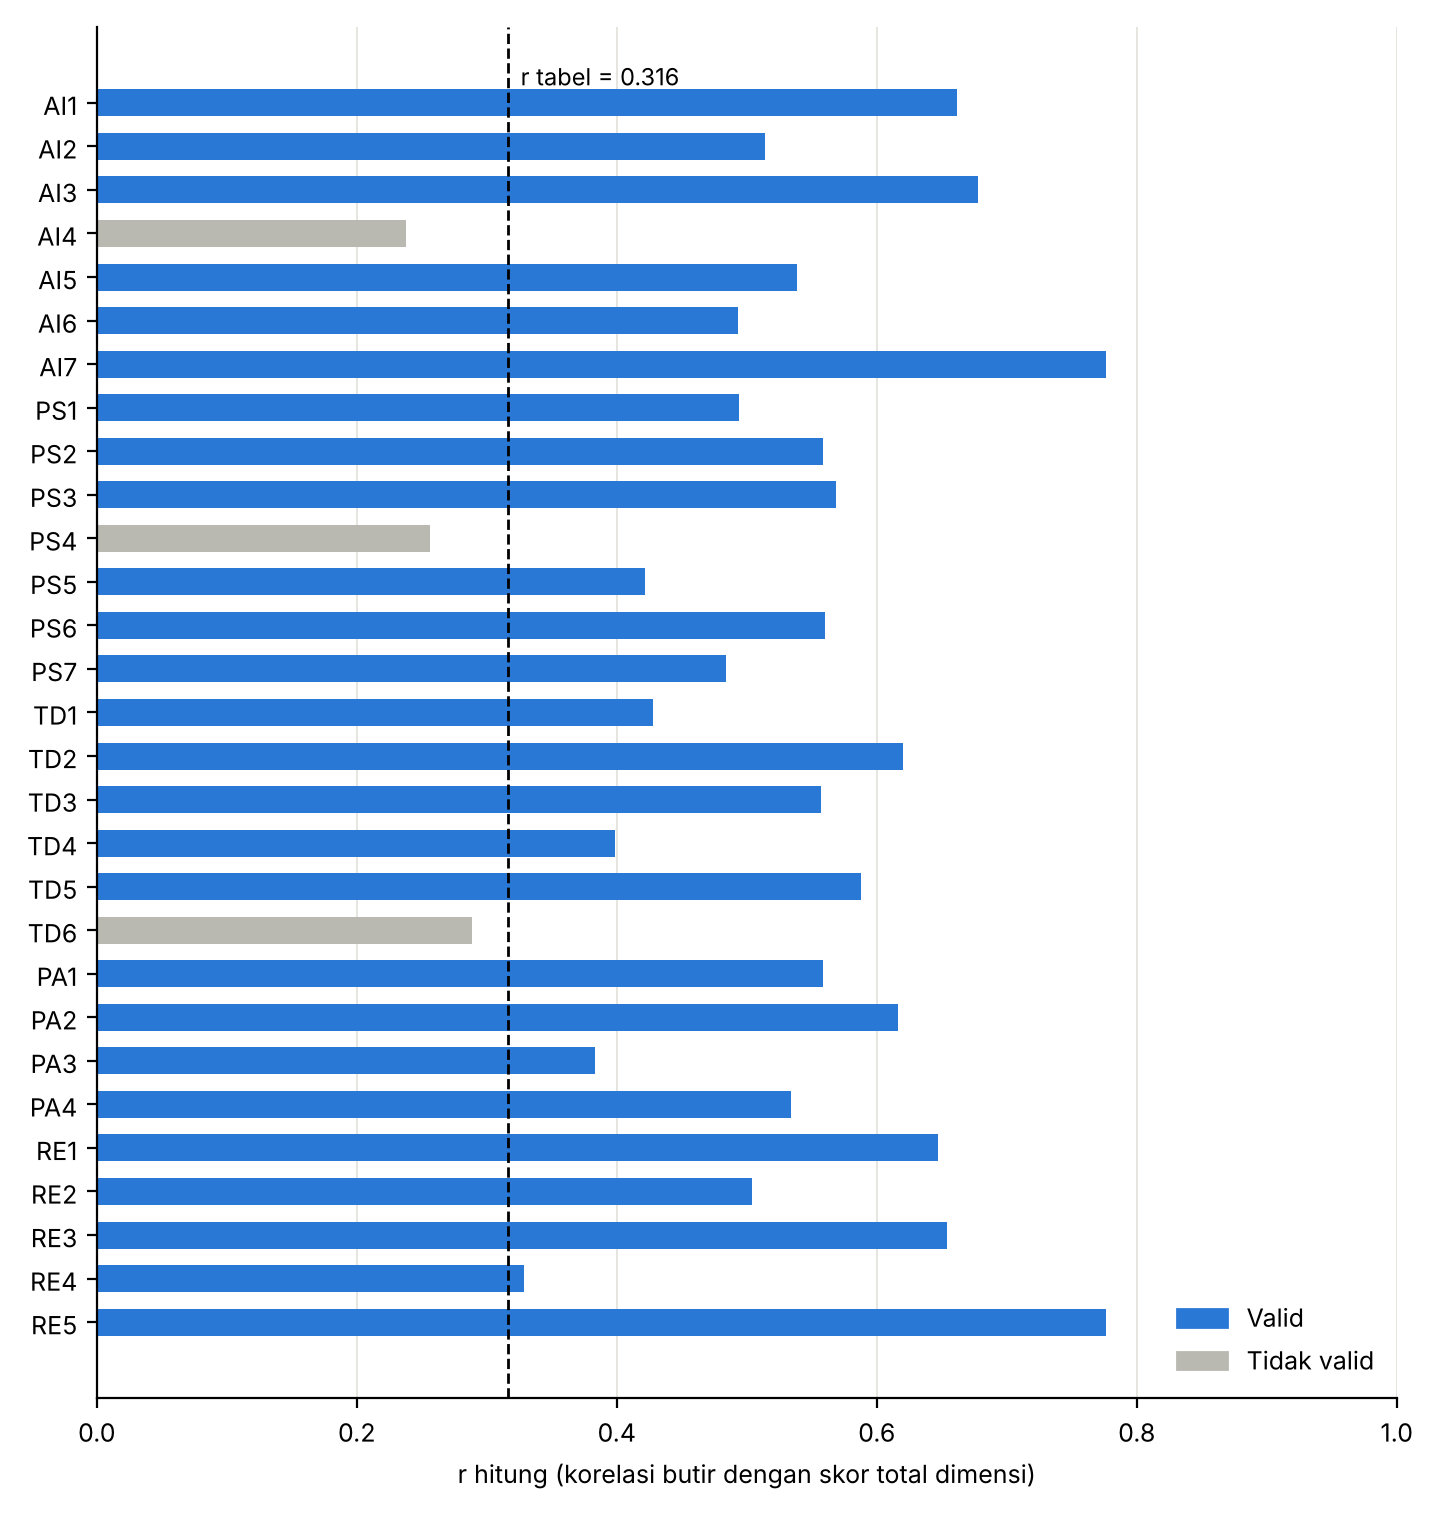 r tabel = 0.316
AI1
AI2
AI3
AI4
AI5
AI6
AI7
PS1
PS2
PS3
PS4
PS5
PS6
PS7
TD1
TD2
TD3
TD4
TD5
TD6
PA1
PA2
PA3
PA4
RE1
RE2
RE3
RE4
RE5
Valid
Tidak valid
0.0 0.2 0.4 0.6 0.8 1.0
r hitung (korelasi butir dengan skor total dimensi)